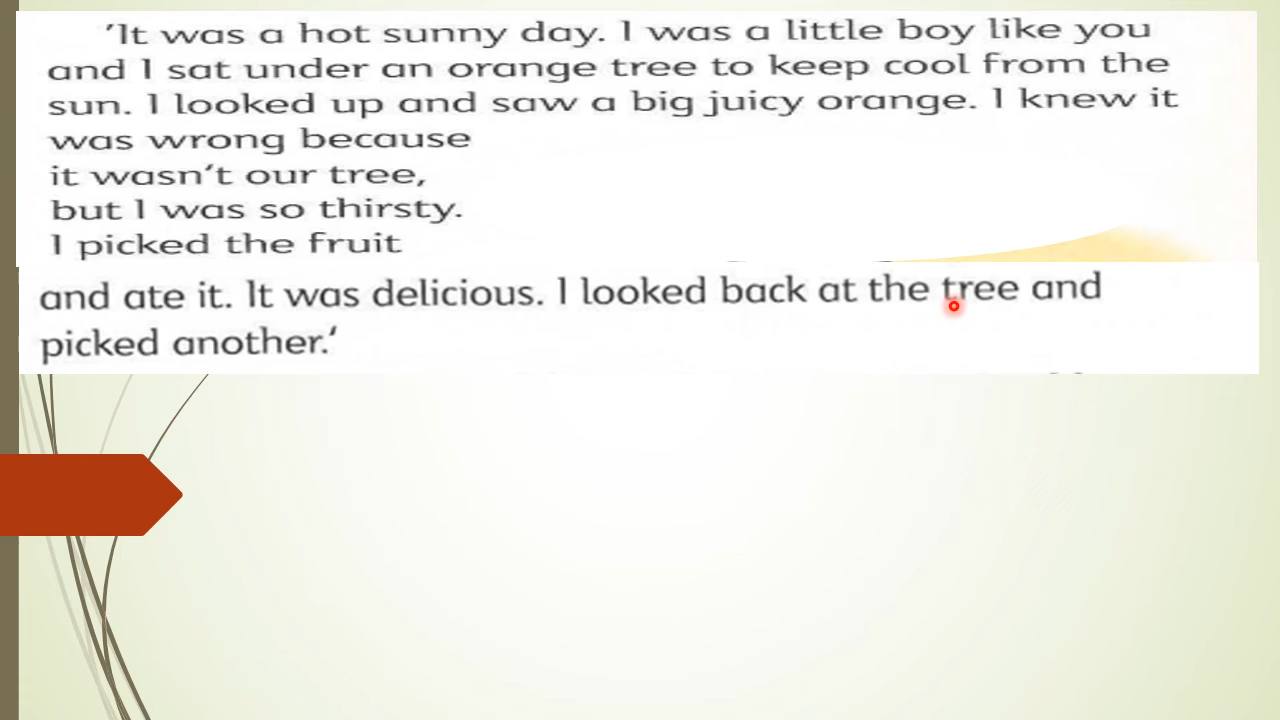 ‘It was a hot sunny day. I was a little boy like you
and I sat under an orange tree to keep cool from the
sun. I looked up and saw a big juicy orange. I knew it
was wrong because
it wasn’t our tree,
but I was so thirsty.
I picked the fruit
and ate it. It was delicious. I looked back at the tree and
picked another.‘